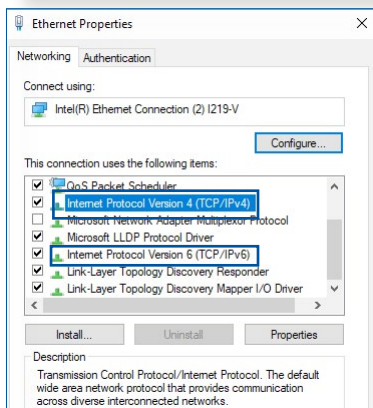 Ethernet Properties
Networking Authentication
Connect using:
Intel(R) Ethernet Connection (2) I219-V
Configure...
This connection uses the following items:
QoS Packet Scheduler
Internet Protocol Version 4 (TCP/IPv4)
Microsoft Network Adapter Multiplexor Protocol
Microsoft LLDP Protocol Driver
Internet Protocol Version 6 (TCP/IPv6)
Link-Layer Topology Discovery Responder
Link-Layer Topology Discovery Mapper I/O Driver
Install... Uninstall Properties
Description
Transmission Control Protocol/Internet Protocol. The default
wide area network protocol that provides communication
across diverse interconnected networks.